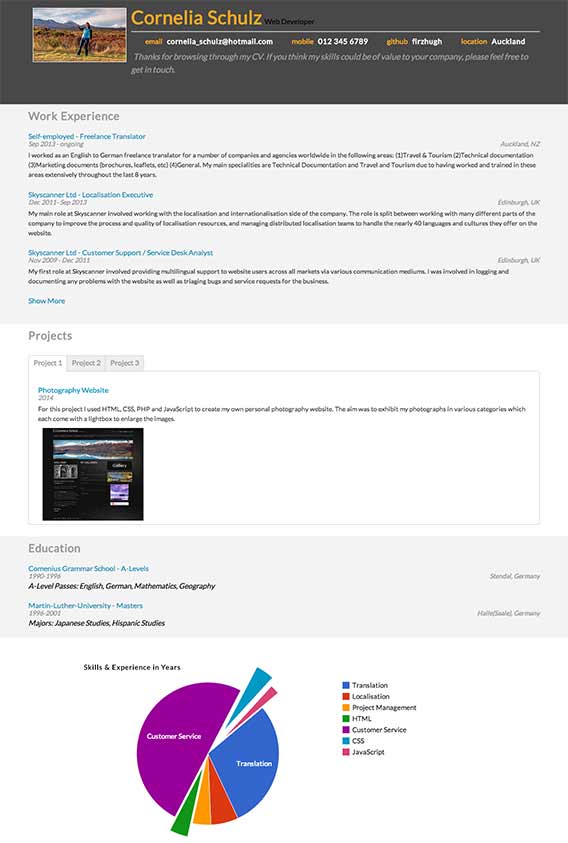 Cornelia Schulz Web Developer
email cornelia_schulz@hotmail.com mobile 012 345 6789 github firzhugh location Auckland
Thanks for browsing through my CV. If you think my skills could be of value to your company, please feel free to
get in touch.
Work Experience
Self-employed - Freelance Translator
Sep 2013 - ongoing Auckland, NZ
I worked as an English to German freelance translator for a number of companies and agencies worldwide in the following areas: (1)Travel & Tourism (2)Technical documentation
(3)Marketing documents (brochures, leaflets, etc) (4)General. My main specialities are Technical Documentation and Travel and Tourism due to having worked and trained in these
areas extensively throughout the last 8 years.
Skyscanner Ltd - Localisation Executive
Dec 2011- Sep 2013 Edinburgh, UK
My main role at Skyscanner involved working with the localisation and internationalisation side of the company. The role is split between working with many different parts of the
company to improve the process and quality of localisation resources, and managing distributed localisation teams to handle the nearly 40 languages and cultures they offer on the
website.
Skyscanner Ltd - Customer Support / Service Desk Analyst
Nov 2009 - Dec 2011 Edinburgh, UK
My first role at Skyscanner involved providing multilingual support to website users across all markets via various communication mediums. I was involved in logging and
documenting any problems with the website as well as triaging bugs and service requests for the business.
Show More
Projects
Project 1 Project 2 Project 3
Photography Website
2014
For this project I used HTML, CSS, PHP and JavaScript to create my own personal photography website. The aim was to exhibit my photographs in various categories which
each come with a lightbox to enlarge the images.
Gallery
Education
Comenius Grammar School - A-Levels
1990-1996 Stendal, Germany
A-Level Passes: English, German, Mathematics, Geography
Martin-Luther-University - Masters
1996-2001 Halle(Saale), Germany
Majors: Japanese Studies, Hispanic Studies
Skills & Experience in Years
Customer Service
Translation
Translation
Localisation
Project Management
HTML
Customer Service
CSS
JavaScript